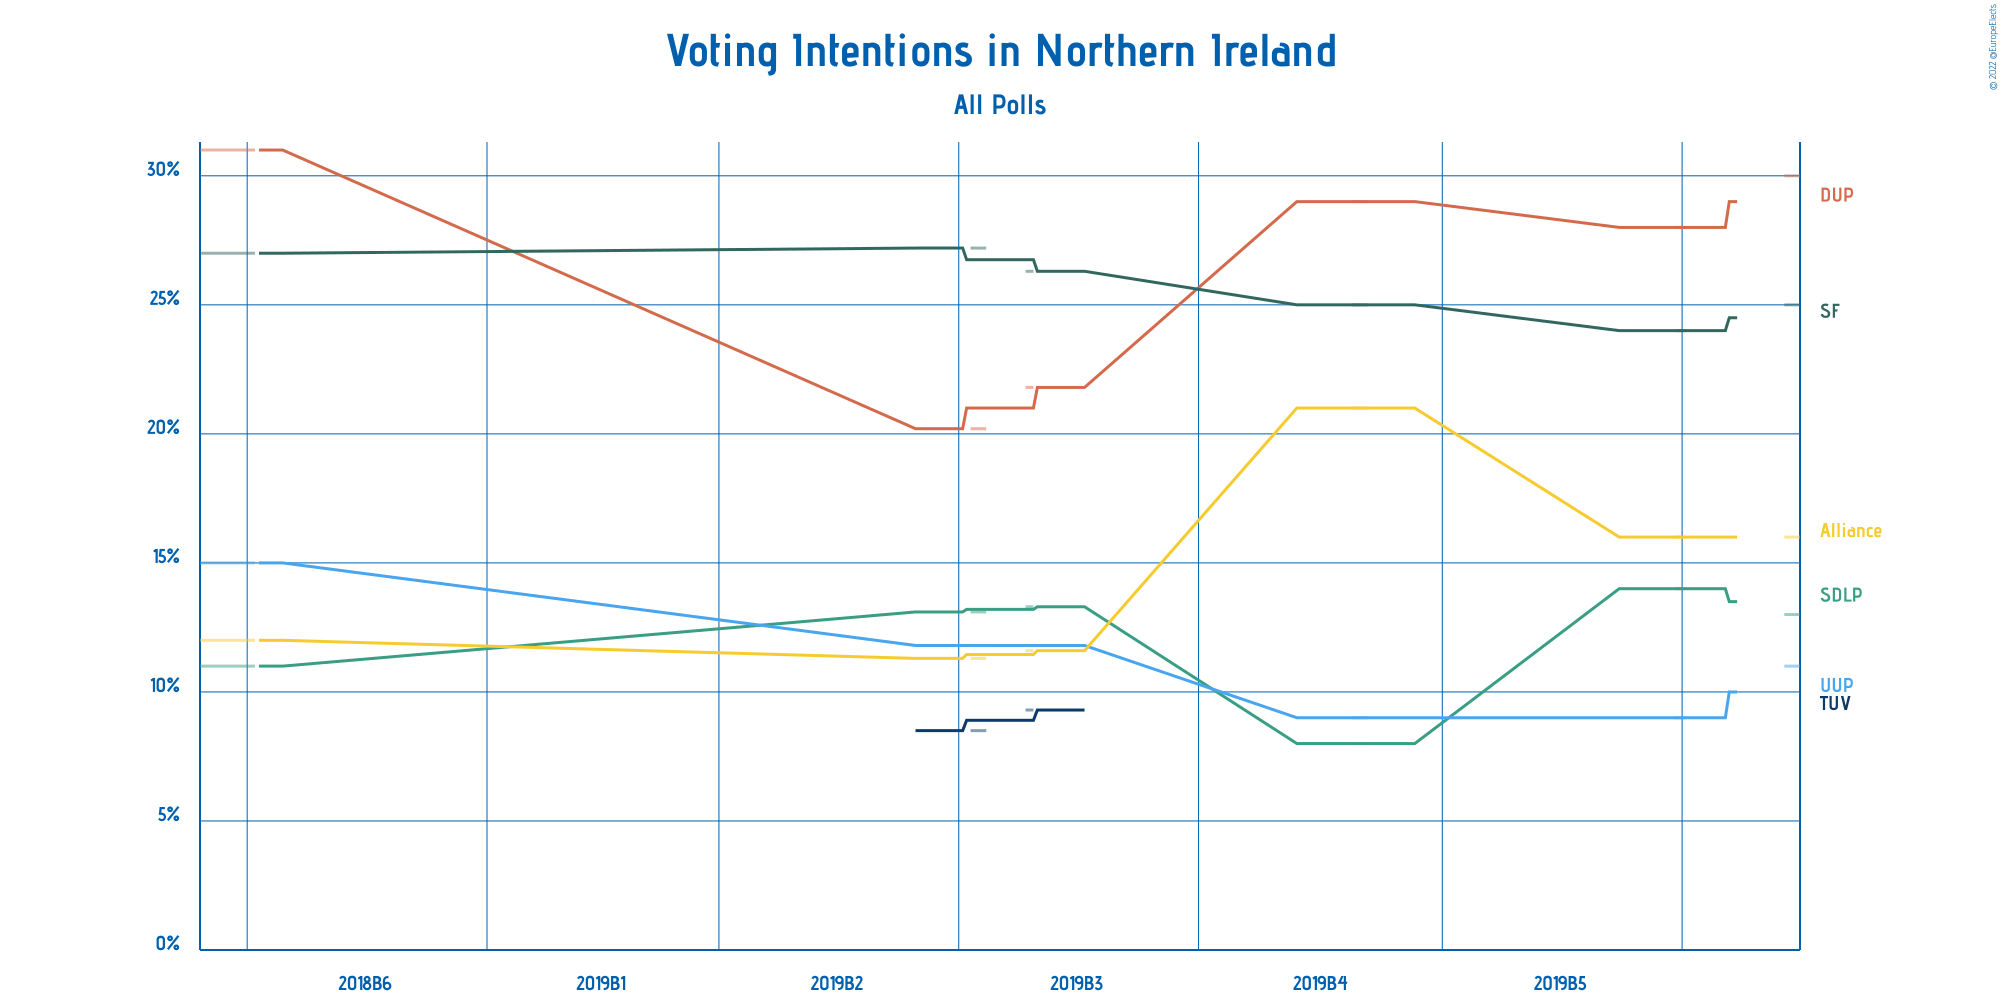 Voting Intentions in Northern Ireland
All Polls
© 2022 @EuropeElects
30%
25%
20%
15%
10%
5%
0%
DUP
SF
Alliance
SDLP
UUP
TUV
2018B6
2019B1
2019B2
2019B3
2019B4
2019B5